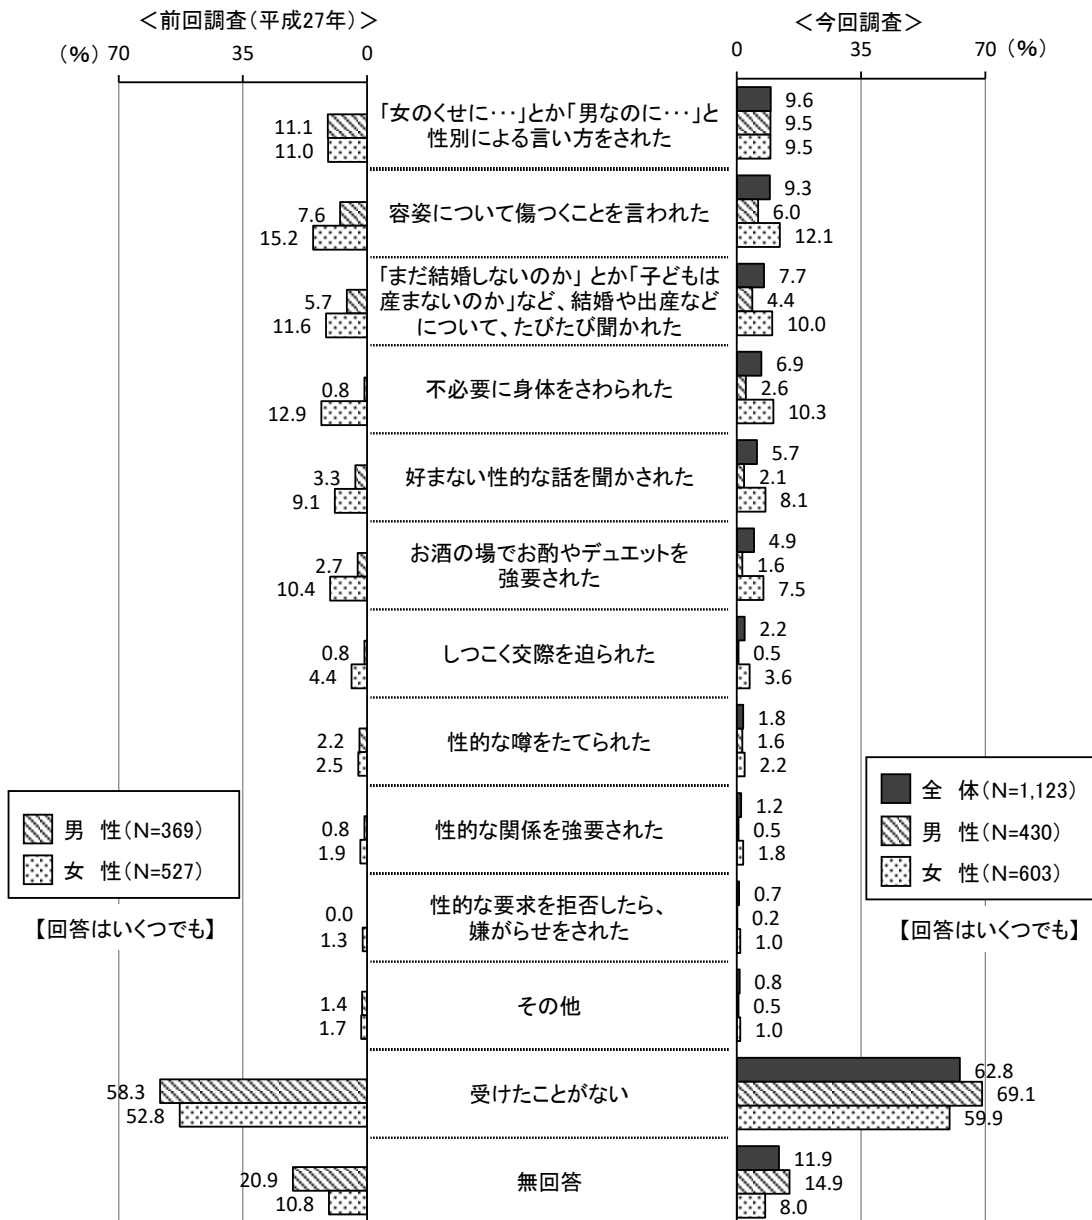 ＜前回調査(平成27年)＞
＜今回調査＞
(%) 70 35 0
0 35 70 (%)
11.1
11.0
「女のくせに･･･」とか「男なのに･･･」と
性別による言い方をされた
9.6
9.5
9.5
7.6
15.2
容姿について傷つくことを言われた
9.3
6.0
12.1
5.7
11.6
「まだ結婚しないのか」 とか「子どもは
産まないのか」など、結婚や出産など
について、たびたび聞かれた
7.7
4.4
10.0
0.8
12.9
不必要に身体をさわられた
6.9
2.6
10.3
3.3
9.1
好まない性的な話を聞かされた
5.7
2.1
8.1
2.7
10.4
お酒の場でお酌やデュエットを
強要された
4.9
1.6
7.5
0.8
4.4
しつこく交際を迫られた
2.2
0.5
3.6
2.2
2.5
性的な噂をたてられた
1.8
1.6
2.2
0.8
1.9
性的な関係を強要された
1.2
0.5
1.8
0.0
1.3
性的な要求を拒否したら、
嫌がらせをされた
0.7
0.2
1.0
1.4
1.7
その他
0.8
0.5
1.0
58.3
52.8
受けたことがない
62.8
69.1
59.9
20.9
10.8
無回答
11.9
14.9
8.0
男 性(N=369)
女 性(N=527)
【回答はいくつでも】
全 体(N=1,123)
男 性(N=430)
女 性(N=603)
【回答はいくつでも】